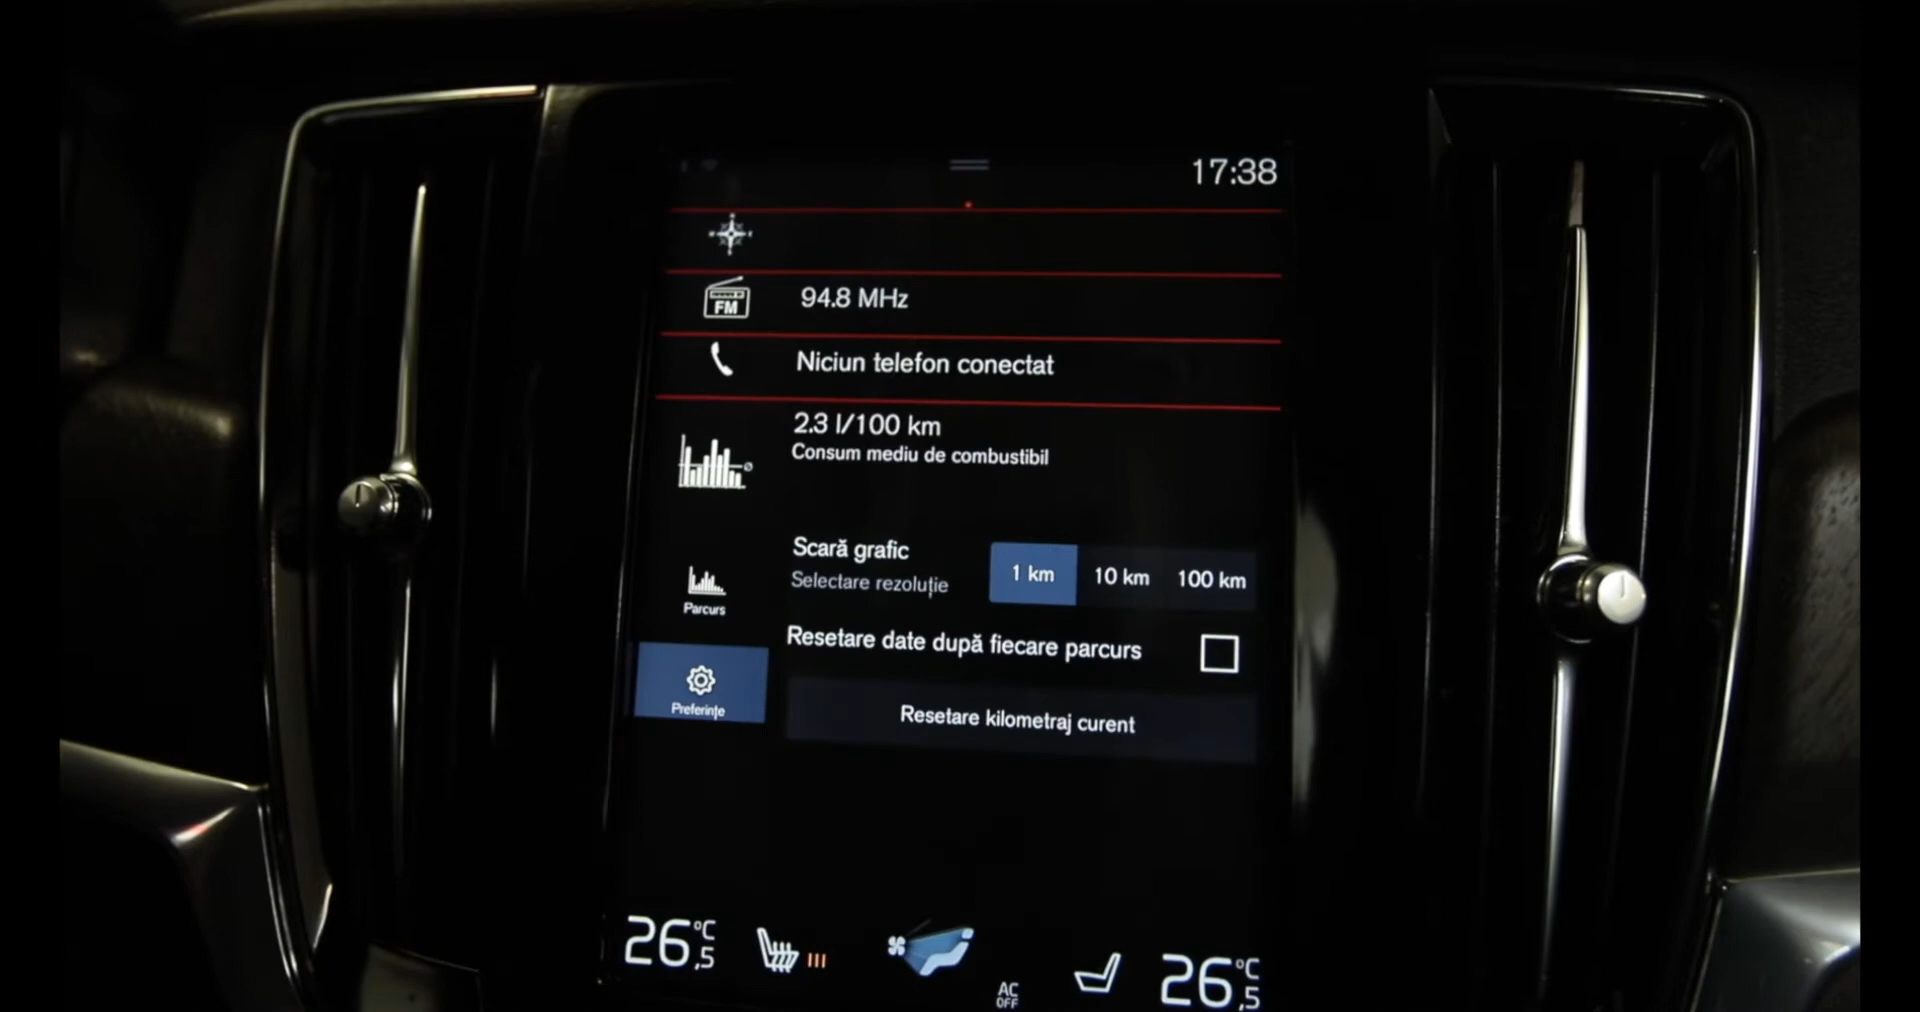 17:38
FM
94.8 MHz
Niciun telefon conectat
2.3 l/100 km
Consum mediu de combustibil
Scară grafic
Selectare rezoluție
1 km
10 km
100 km
Parcurs
Resetare date după fiecare parcurs
Preferințe
Resetare kilometraj curent
26,5 °C
AC
OFF
26,5 °C